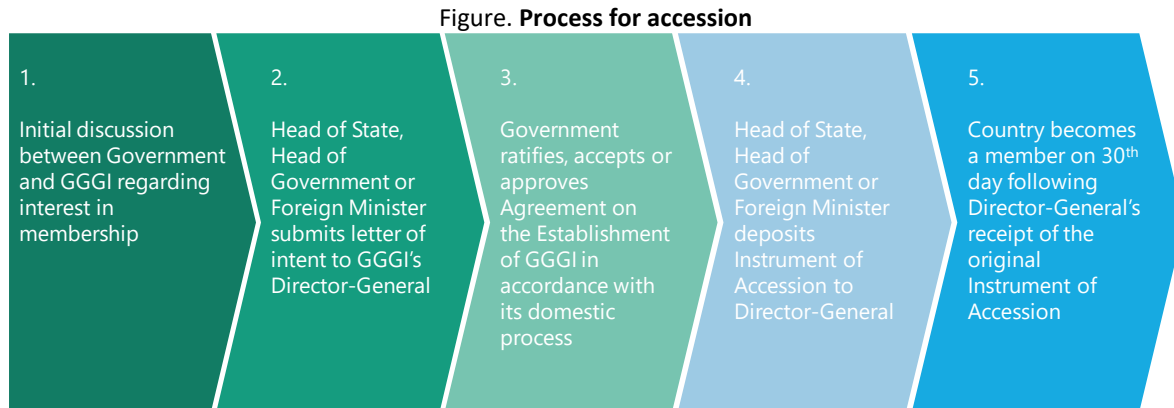 Figure. Process for accession
1.
Initial discussion
between Government
and GGGI regarding
interest in
membership
2.
Head of State,
Head of
Government or
Foreign Minister
submits letter of
intent to GGGI’s
Director-General
3.
Government
ratifies, accepts or
approves
Agreement on
the Establishment
of GGGI in
accordance with
its domestic
process
4.
Head of State,
Head of
Government or
Foreign Minister
deposits
Instrument of
Accession to
Director-General
5.
Country becomes
a member on 30th
day following
Director-General’s
receipt of the
original
Instrument of
Accession